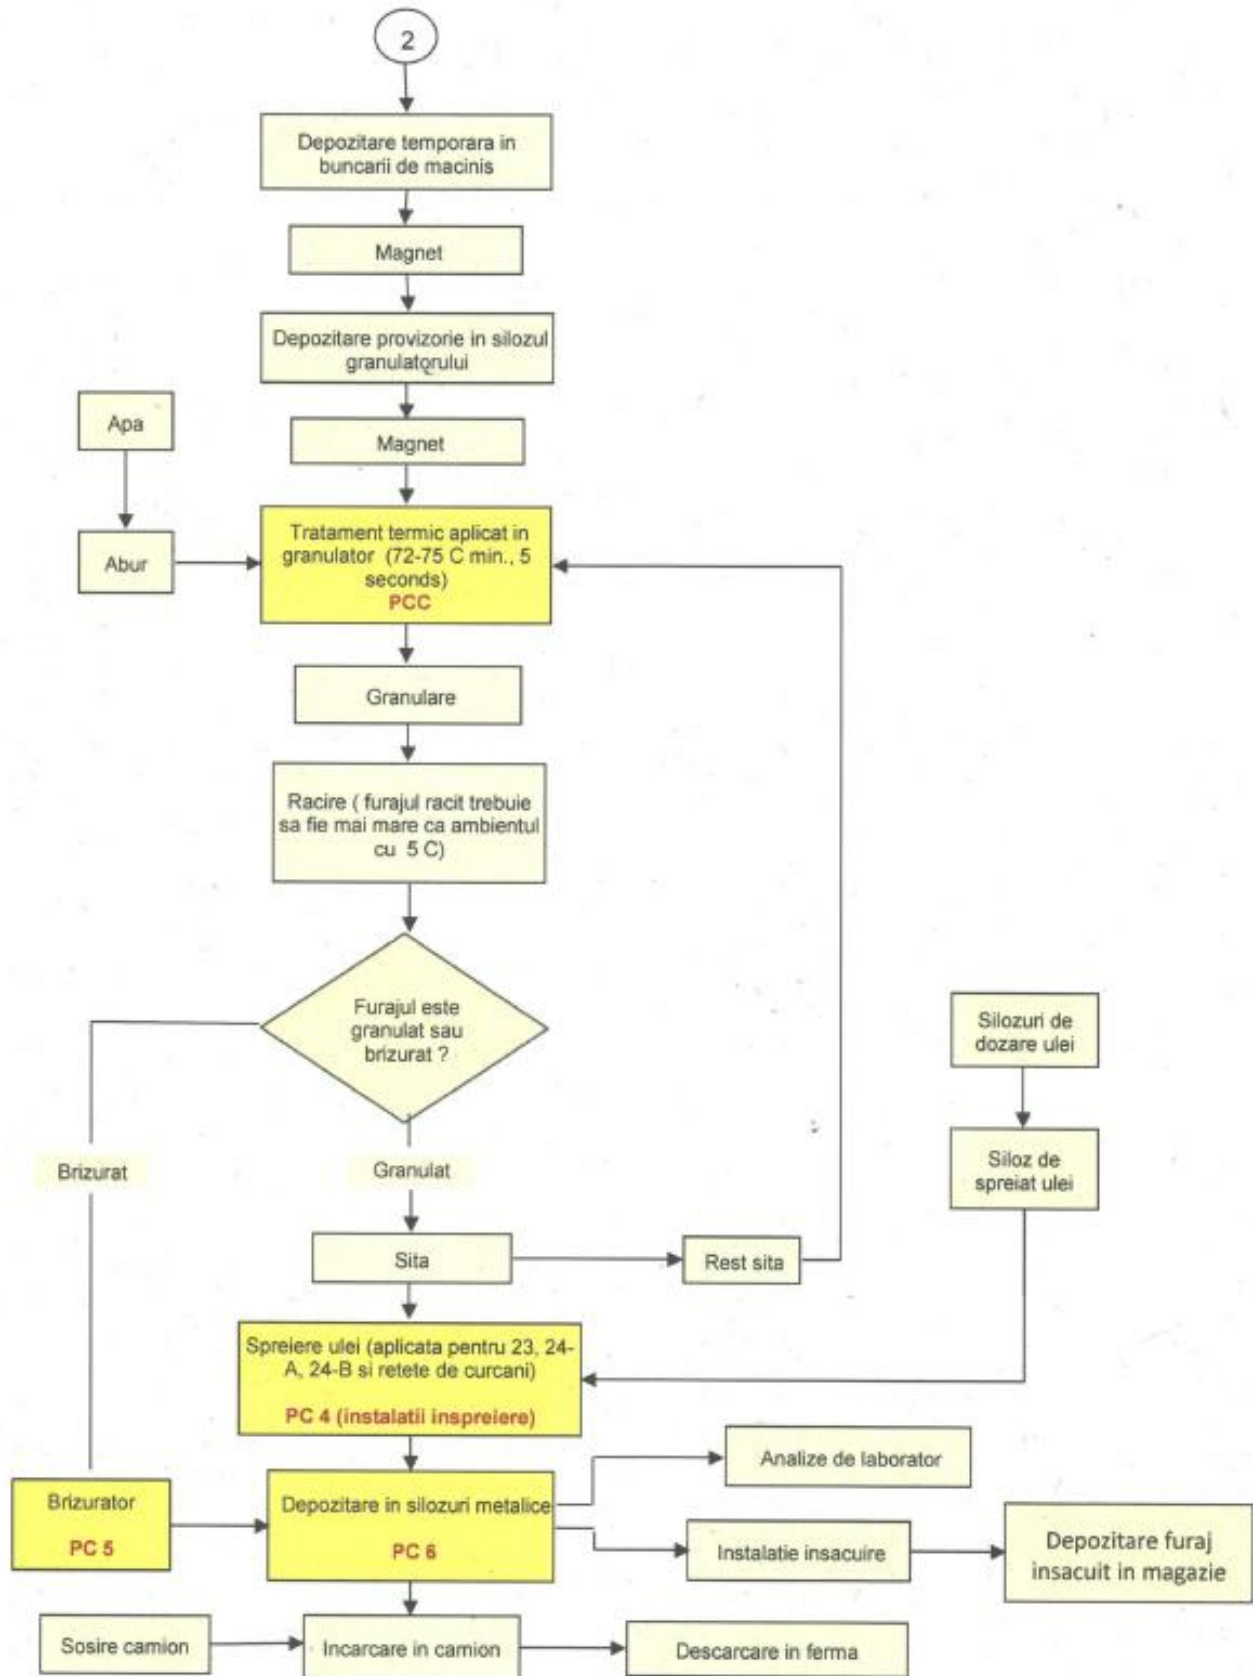 2
Depozitare temporara in
buncarii de macinis
Magnet
Depozitare provizorie in silozul
granulatorului
Apa
Magnet
Tratament termic aplicat in
granulator (72-75 C min., 5
seconds)
PCC
Abur
Granulare
Racire ( furajul racit trebuie
sa fie mai mare ca ambientul
cu 5 C)
Furajul este
granulat sau
brizurat ?
Silozuri de
dozare ulei
Siloz de
spreiat ulei
Brizurat
Granulat
Sita
Rest sita
Spreiere ulei (aplicata pentru 23, 24-
A, 24-B si retete de curcani)
PC 4 (instalatii inspreiere)
Analize de laborator
Brizurator
PC 5
Depozitare in silozuri metalice
PC 6
Instalatie insacuire
Depozitare furaj
insacuit in magazie
Sosire camion
Incarcare in camion
Descarcare in ferma